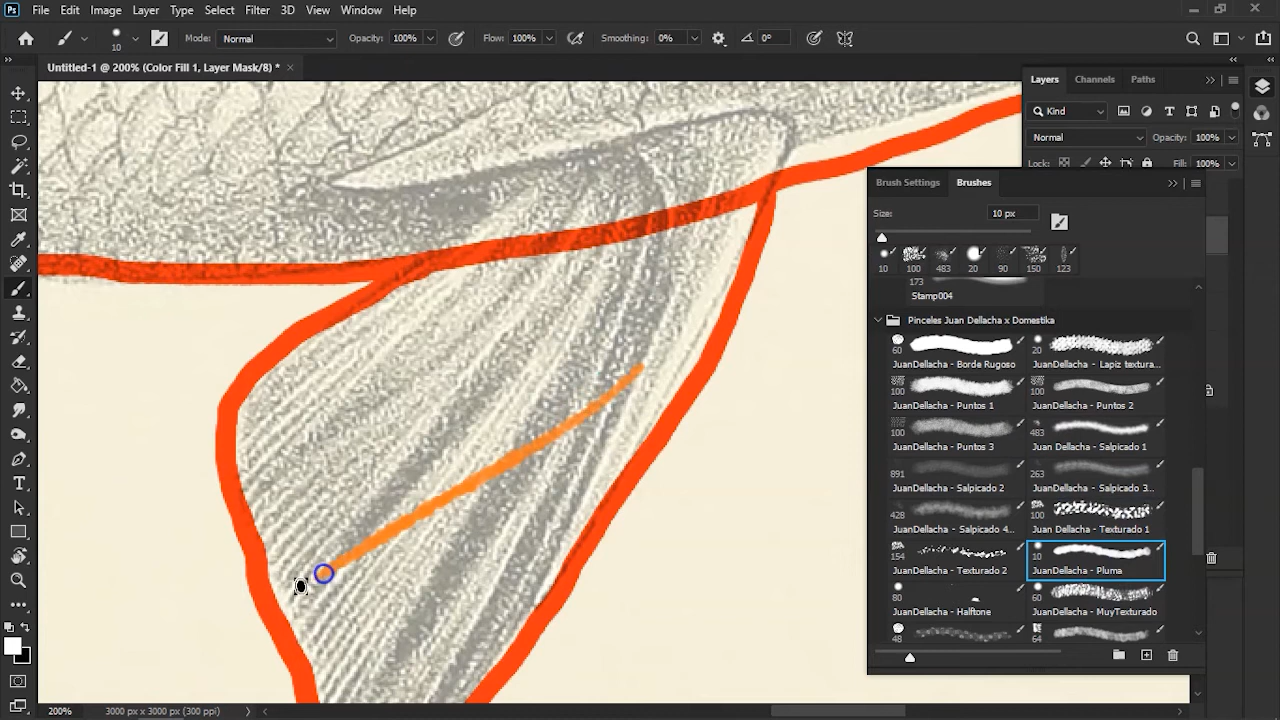 Ps File Edit Image Layer Type Select Filter 3D View Window Help
10 Mode: Normal Opacity: 100% Flow: 100% Smoothing: 0% 0°
Untitled-1 @ 200% (Color Fill 1, Layer Mask/8) * ×
Layers Channels Paths
Kind
Normal Opacity: 100%
Lock: Fill: 100%
Brush Settings Brushes
Size: 10 px
10 100 483 20 90 150 123
173
Stamp004
Pinceles Juan Dellacha x Domestika
60 20
JuanDellacha - Borde Rugoso JuanDellacha - Lapiz textura...
100 100
JuanDellacha - Puntos 1 JuanDellacha - Puntos 2
100 483
JuanDellacha - Puntos 3 Juan Dellacha - Salpicado 1
891 263
JuanDellacha - Salpicado 2 JuanDellacha - Salpicado 3...
428 100
JuanDellacha - Salpicado 4... Juan Dellacha - Texturado 1
154 10
JuanDellacha - Texturado 2 JuanDellacha - Pluma
80 60
JuanDellacha - Halftone JuanDellacha - MuyTexturado
48 64
200% 3000 px x 3000 px (300 ppi)